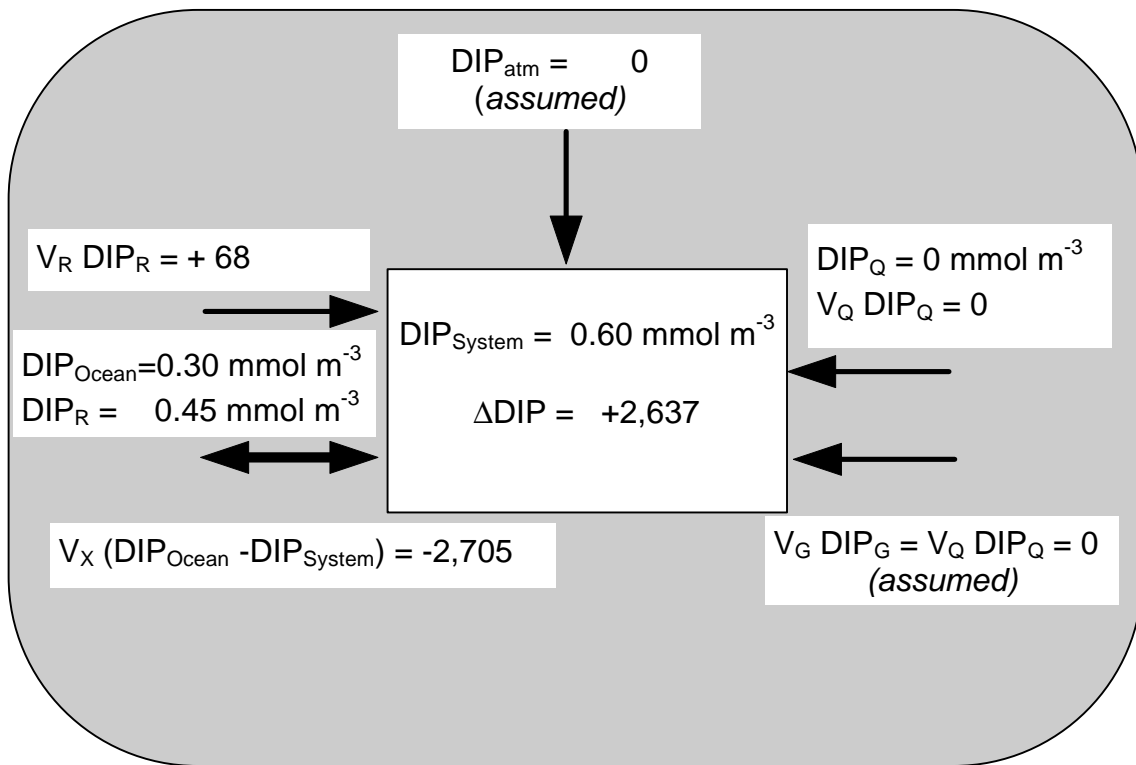 DIPatm = 0
(assumed)
VR DIPR = + 68
DIPQ = 0 mmol m-3
VQ DIPQ = 0
DIPSystem = 0.60 mmol m-3
DIPOcean=0.30 mmol m-3
DIPR = 0.45 mmol m-3
ΔDIP = +2,637
VX (DIPOcean -DIPSystem) = -2,705
VG DIPG = VQ DIPQ = 0
(assumed)